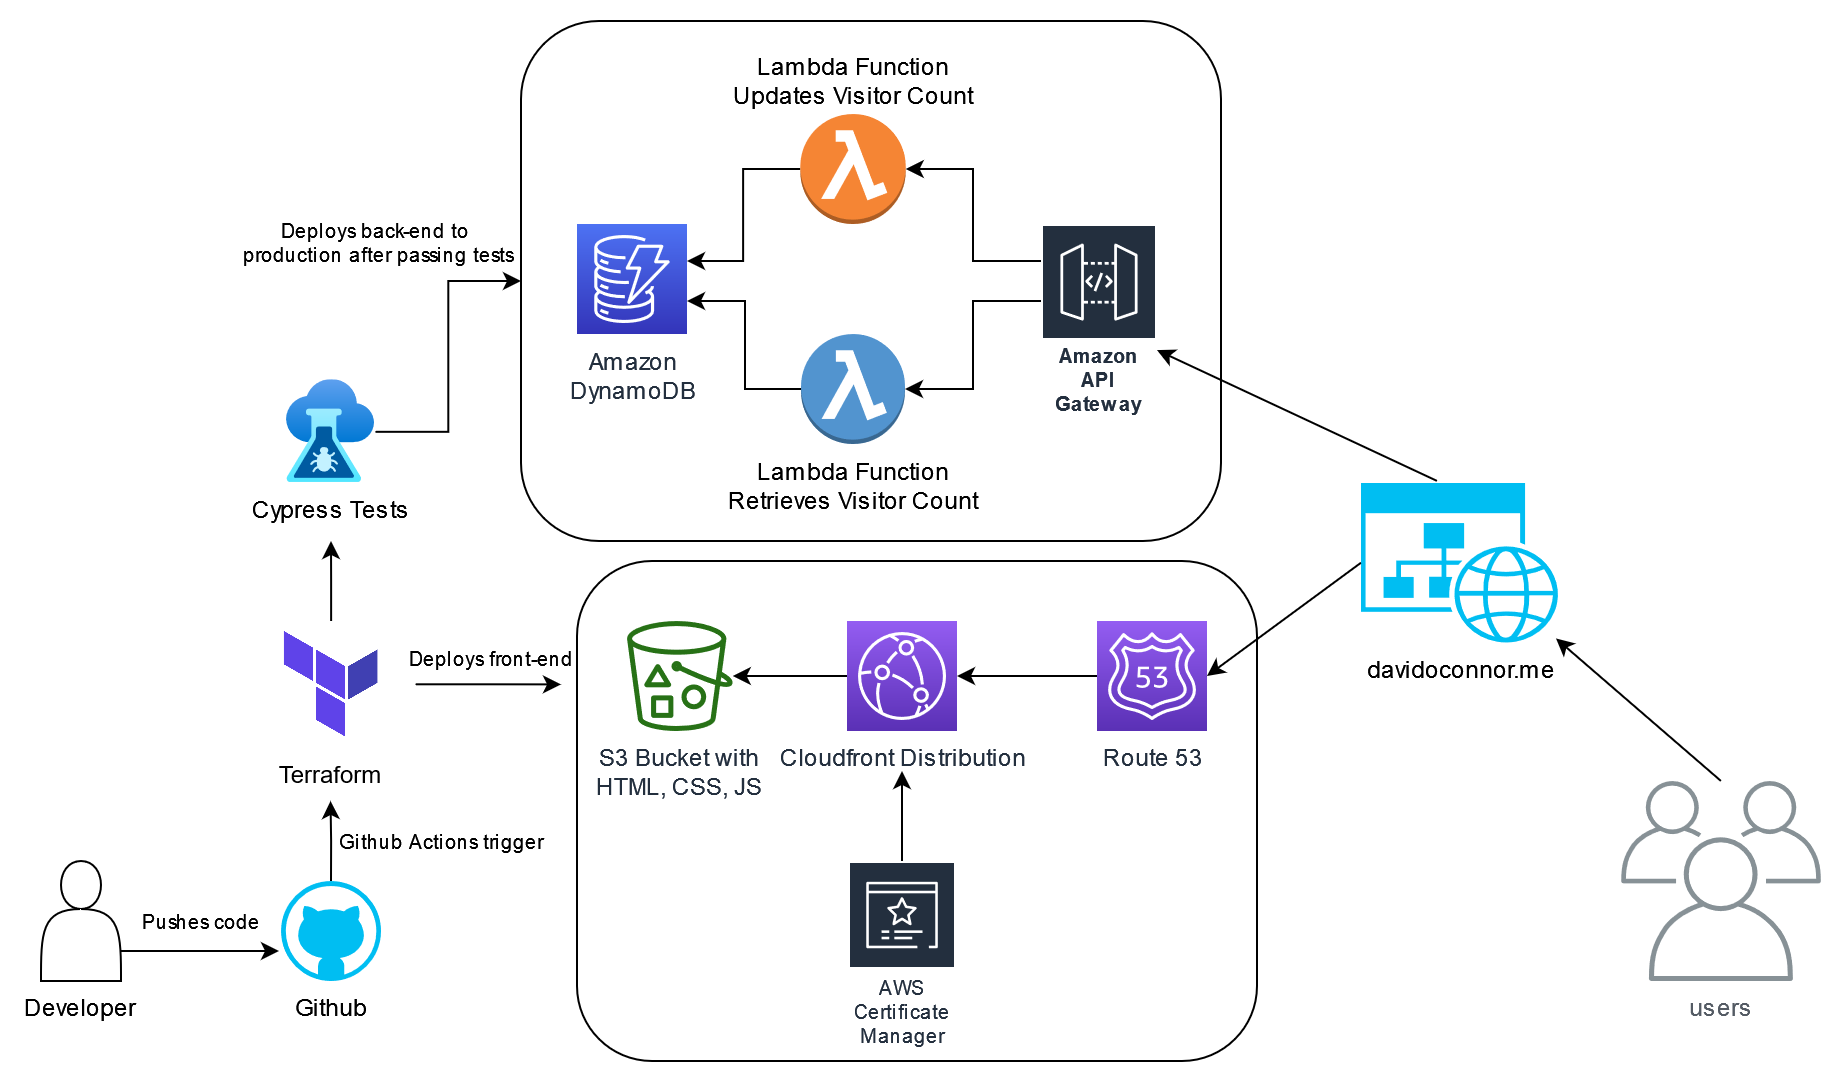 Lambda Function
Updates Visitor Count
Deploys back-end to
production after passing tests
Amazon
DynamoDB
Amazon
API
Gateway
Lambda Function
Retrieves Visitor Count
Cypress Tests
Deploys front-end
53
davidoconnor.me
S3 Bucket with
HTML, CSS, JS
Cloudfront Distribution
Route 53
Terraform
Github Actions trigger
Pushes code
Developer
Github
AWS
Certificate
Manager
users